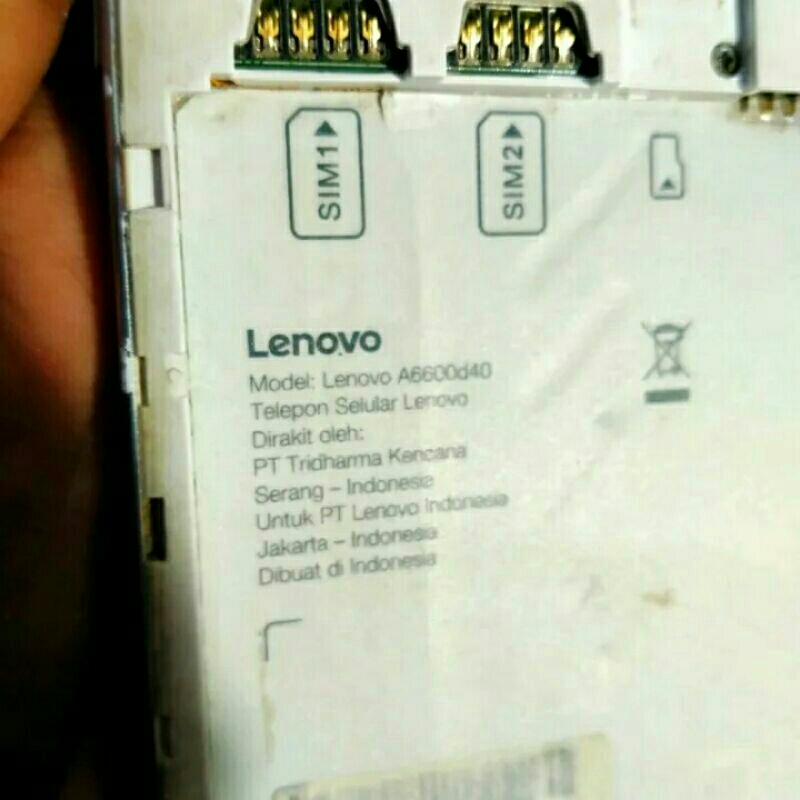 SIM1
SIM2
Lenovo
Model: Lenovo A6600d40
Telepon Selular Lenovo
Dirakit oleh:
PT Tridharma Kencana
Serang – Indonesia
Untuk PT Lenovo Indonesia
Jakarta – Indonesia
Dibuat di Indonesia